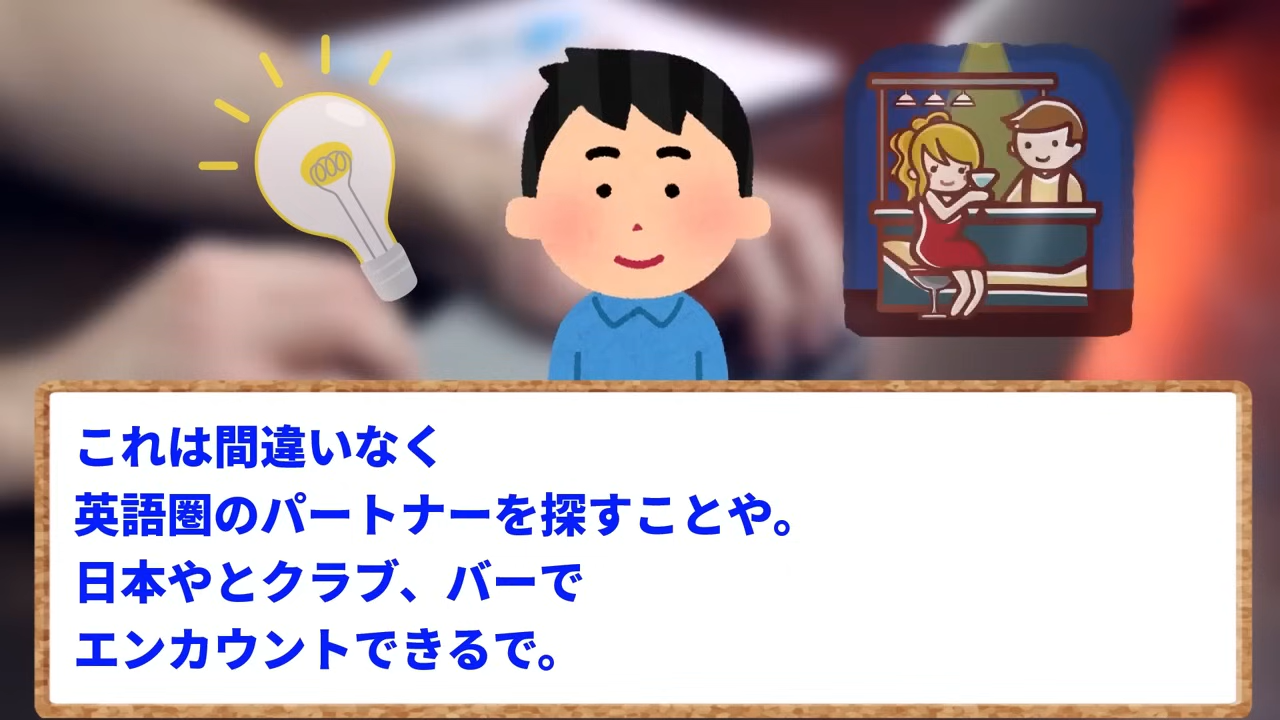 これは間違いなく
英語圏のパートナーを探すことや。
日本やとクラブ、バーで
エンカウントできるで。